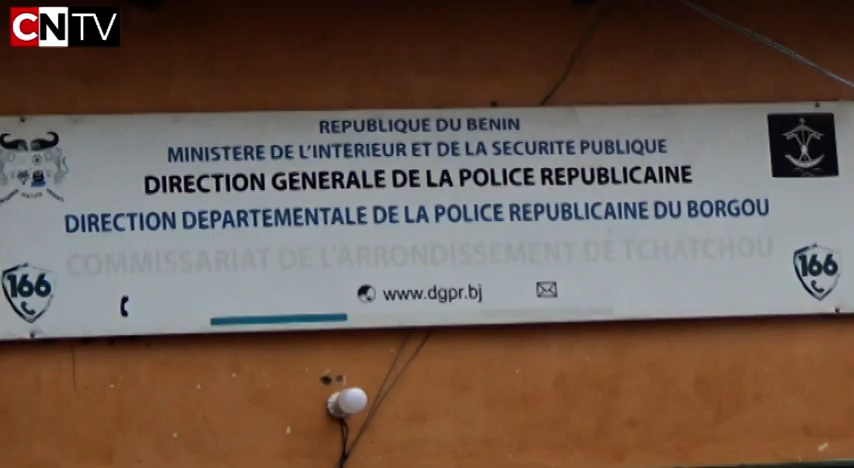 CNTV
REPUBLIQUE DU BENIN
MINISTERE DE L'INTERIEUR ET DE LA SECURITE PUBLIQUE
DIRECTION GENERALE DE LA POLICE REPUBLICAINE
DIRECTION DEPARTEMENTALE DE LA POLICE REPUBLICAINE DU BORGOU
COMMISSARIAT DE L'ARRONDISSEMENT DE TCHATCHOU
166
166
www.dgpr.bj